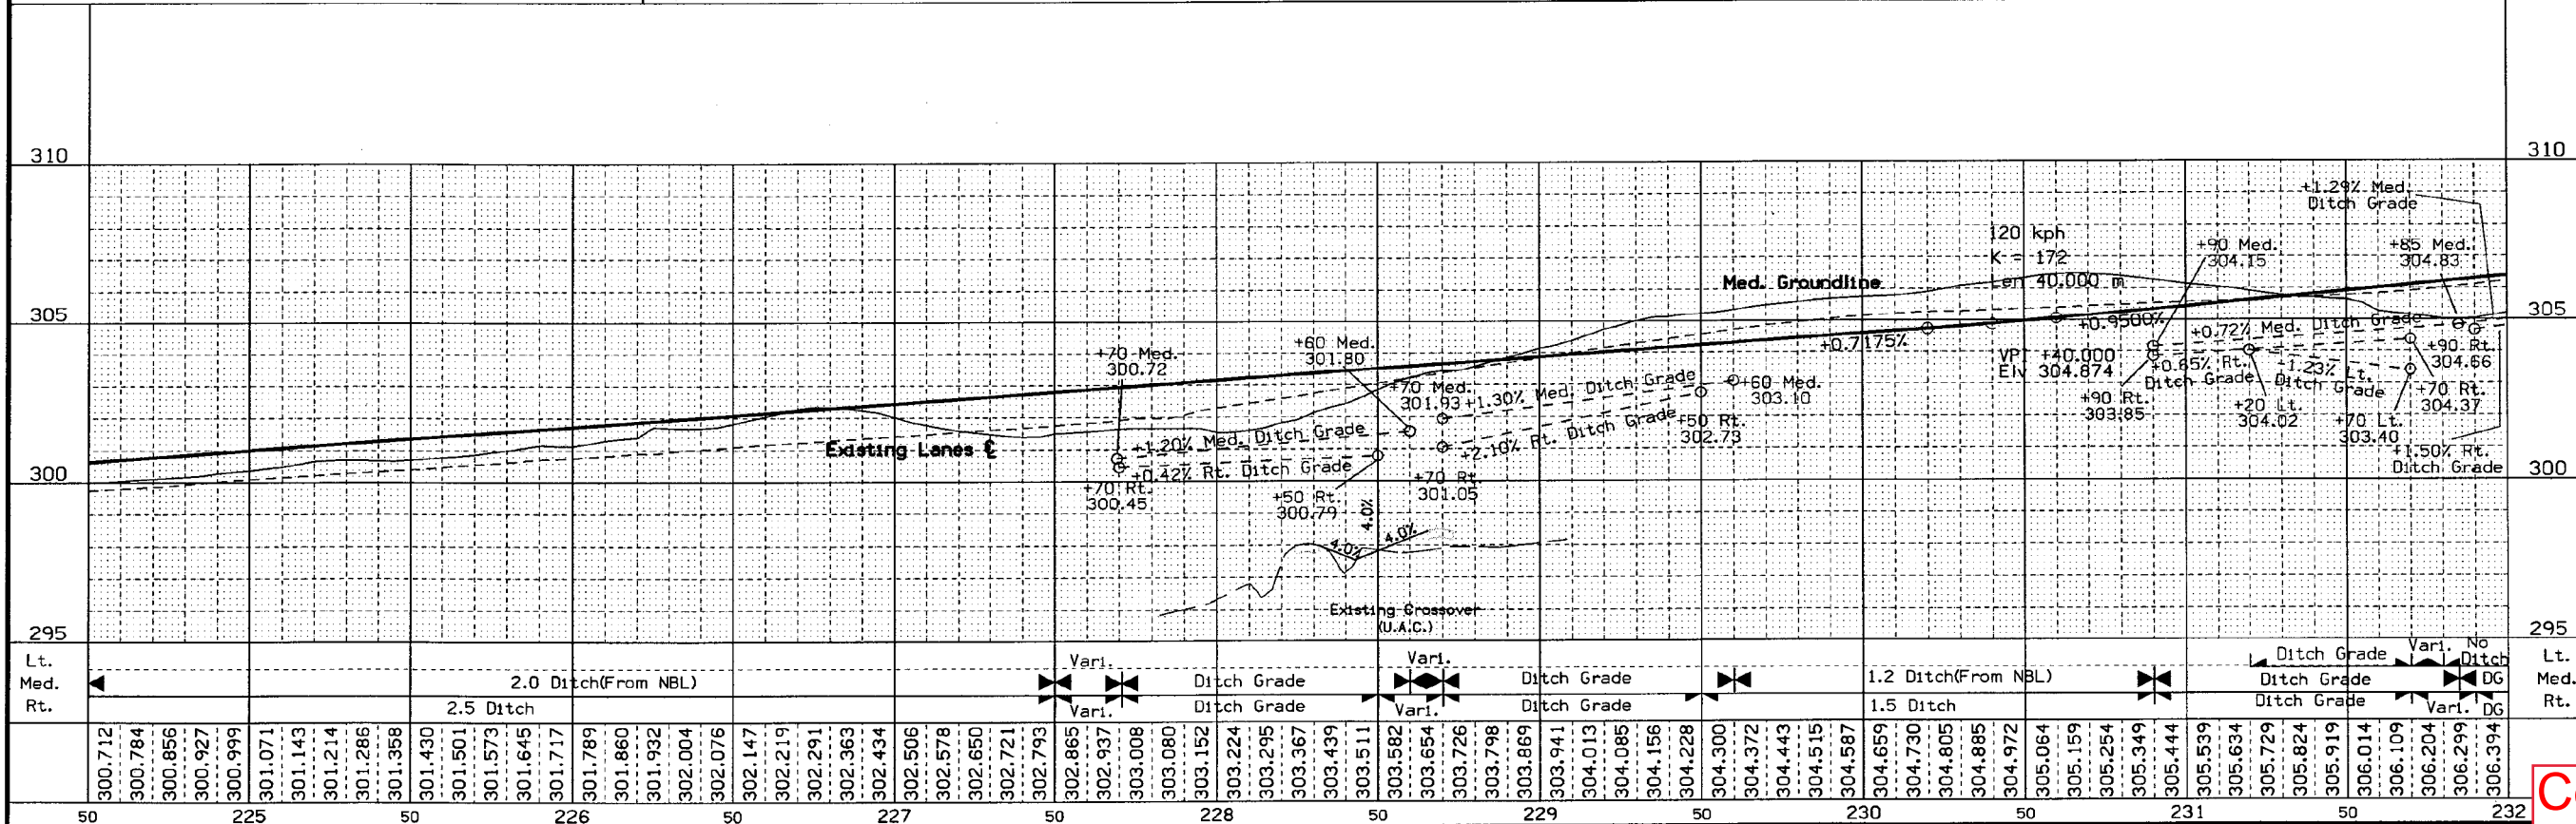 310
310
305
305
300
300
295
295
+1.29% Med.
Ditch Grade
120 kph
K = 172
Len 40.000 m
+90 Med.
304.15
+85 Med.
304.83
Med. Groundline
+0.9500%
+0.72% Med. Ditch Grade
+0.7175%
VPI +40.000
Elv 304.874
+0.65% Rt.
Ditch Grade
-1.23% Lt.
Ditch Grade
+90 Rt.
304.66
+70 Rt.
304.37
+90 Rt.
303.85
+20 Lt.
304.02
+70 Lt.
303.40
+1.50% Rt.
Ditch Grade
+70 Med.
300.72
+60 Med.
301.80
+70 Med.
301.93
+1.30% Med. Ditch Grade
+60 Med.
303.10
+50 Rt.
302.73
+2.10% Rt. Ditch Grade
Existing Lanes ℄
+1.20% Med. Ditch Grade
+0.42% Rt. Ditch Grade
+70 Rt.
300.45
+50 Rt.
300.79
+70 Rt.
301.05
4.0%
4.0%
4.0%
Existing Crossover
(U.A.C.)
Lt.
Med.
Rt.
2.0 Ditch(From NBL)
2.5 Ditch
Vari.
Vari.
Ditch Grade
Ditch Grade
Vari.
Vari.
Ditch Grade
Ditch Grade
1.2 Ditch(From NBL)
1.5 Ditch
Ditch Grade
Ditch Grade
Ditch Grade
Vari.
No
Ditch
DG
Vari.
DG
Lt.
Med.
Rt.
300.712 300.784 300.856 300.927 300.999 301.071 301.143 301.214 301.286 301.358 301.430 301.501 301.573 301.645 301.717 301.789 301.860 301.932 302.004 302.076 302.147 302.219 302.291 302.363 302.434 302.506 302.578 302.650 302.721 302.793 302.865 302.937 303.008 303.080 303.152 303.224 303.295 303.367 303.439 303.511 303.582 303.654 303.726 303.798 303.869 303.941 304.013 304.085 304.156 304.228 304.300 304.372 304.443 304.515 304.587 304.659 304.730 304.805 304.885 304.972 305.064 305.159 305.254 305.349 305.444 305.539 305.634 305.729 305.824 305.919 306.014 306.109 306.204 306.299 306.394
50 225 50 226 50 227 50 228 50 229 50 230 50 231 50 232